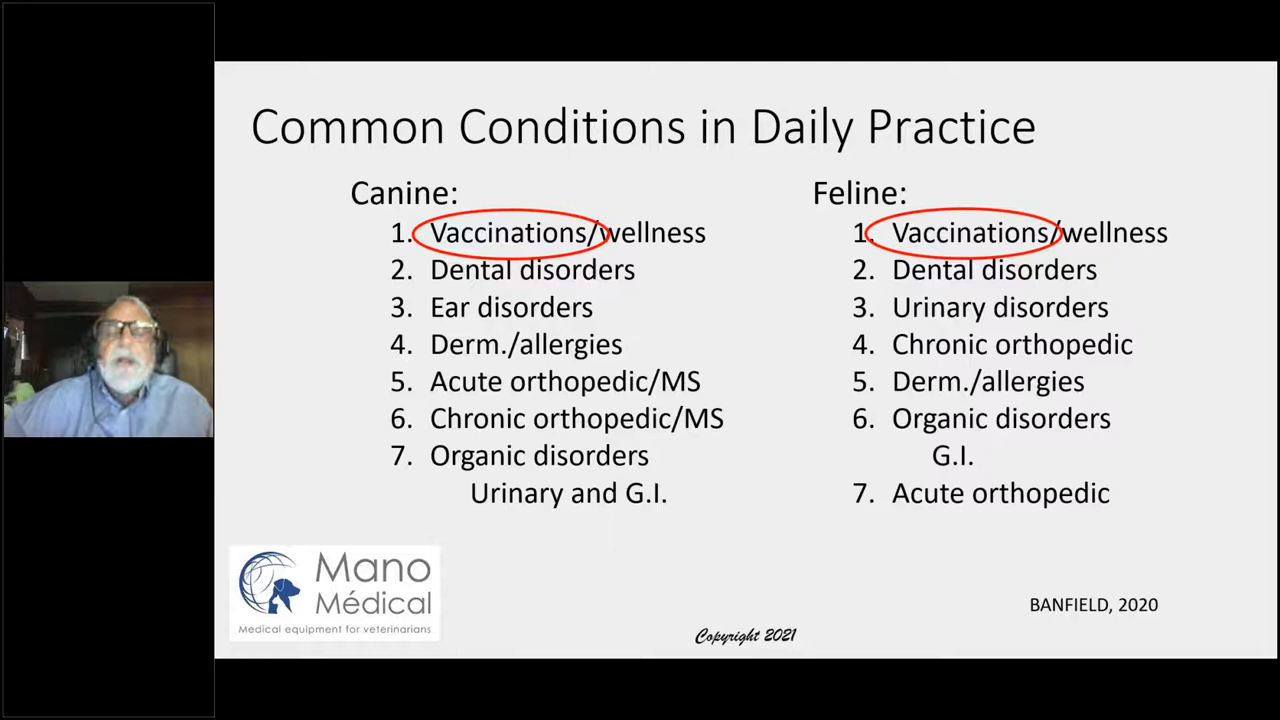 Common Conditions in Daily Practice
Canine:
1. Vaccinations/wellness
2. Dental disorders
3. Ear disorders
4. Derm./allergies
5. Acute orthopedic/MS
6. Chronic orthopedic/MS
7. Organic disorders
Urinary and G.I.
Feline:
1. Vaccinations/wellness
2. Dental disorders
3. Urinary disorders
4. Chronic orthopedic
5. Derm./allergies
6. Organic disorders
G.I.
7. Acute orthopedic
Mano
Médical
Medical equipment for veterinarians
BANFIELD, 2020
Copyright 2021